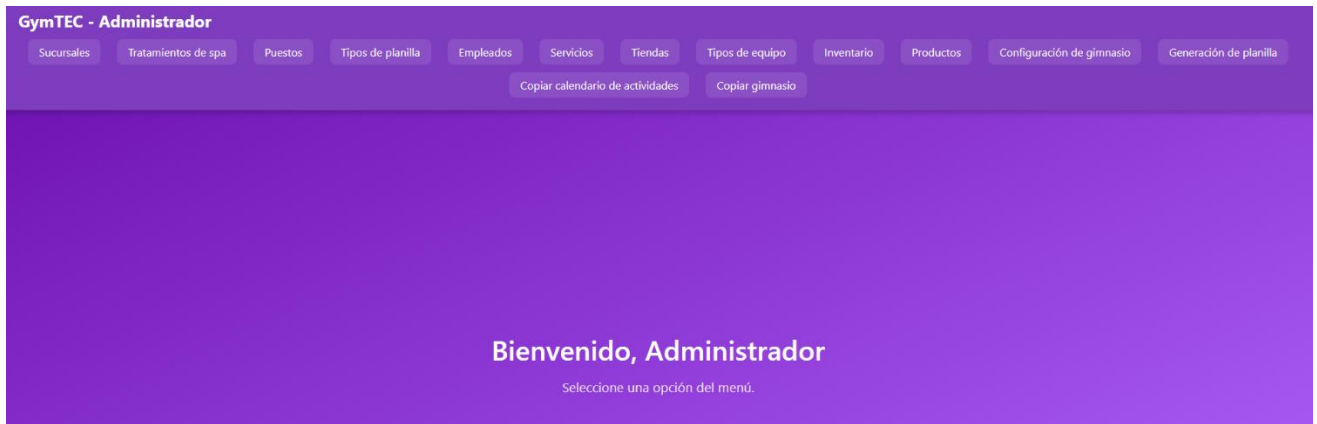 GymTEC - Administrador
Sucursales Tratamientos de spa Puestos Tipos de planilla Empleados Servicios Tiendas Tipos de equipo Inventario Productos Configuración de gimnasio Generación de planilla
Copiar calendario de actividades Copiar gimnasio
Bienvenido, Administrador
Seleccione una opción del menú.